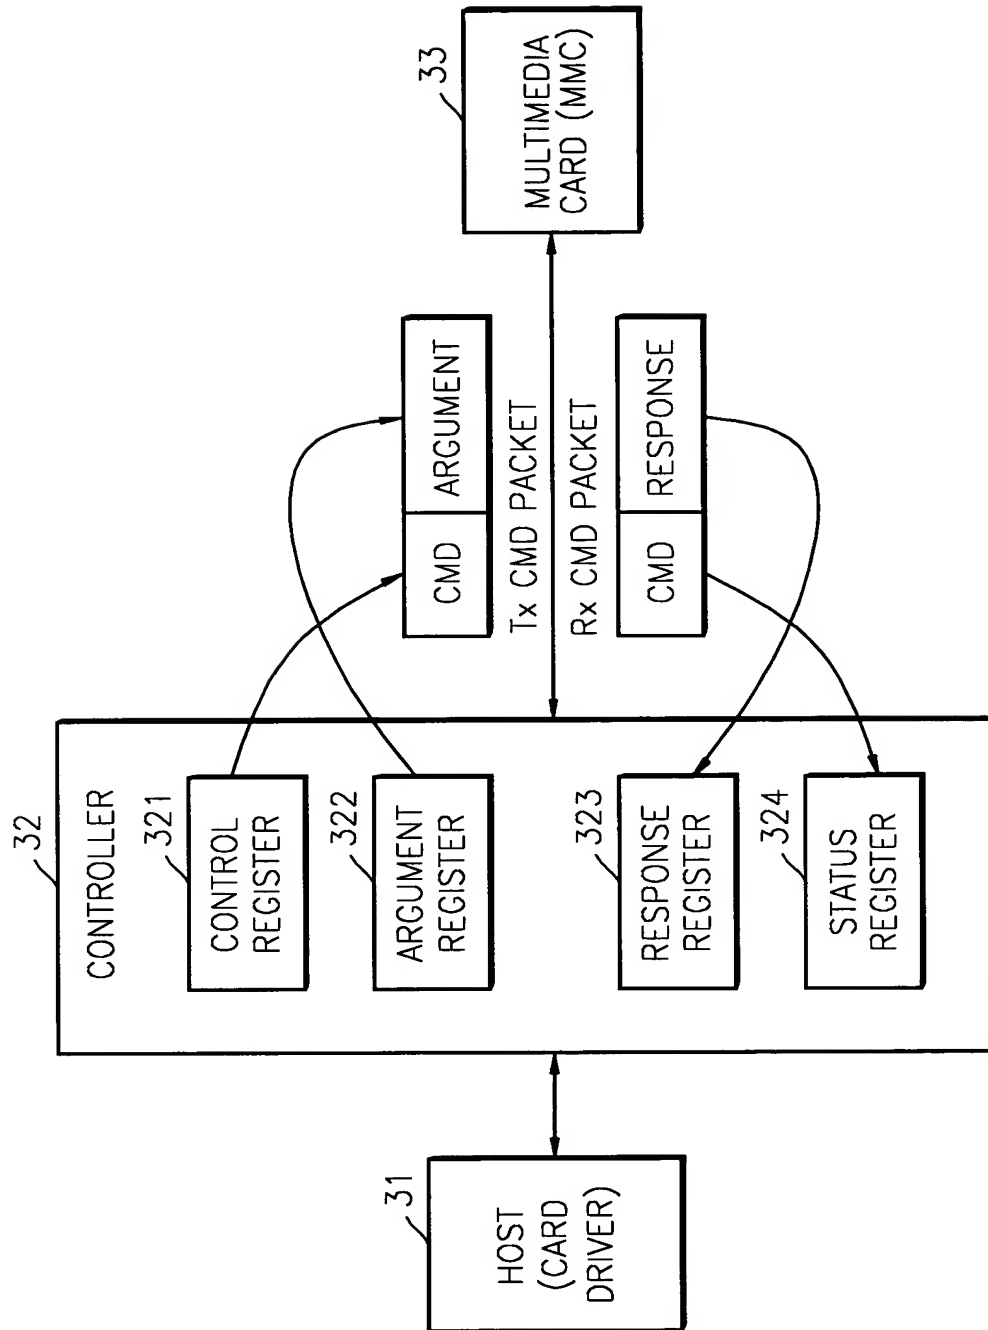 31
HOST
(CARD
DRIVER)
32
CONTROLLER
321
CONTROL
REGISTER
322
ARGUMENT
REGISTER
323
RESPONSE
REGISTER
324
STATUS
REGISTER
CMD
ARGUMENT
Tx CMD PACKET
Rx CMD PACKET
CMD
RESPONSE
33
MULTIMEDIA
CARD (MMC)